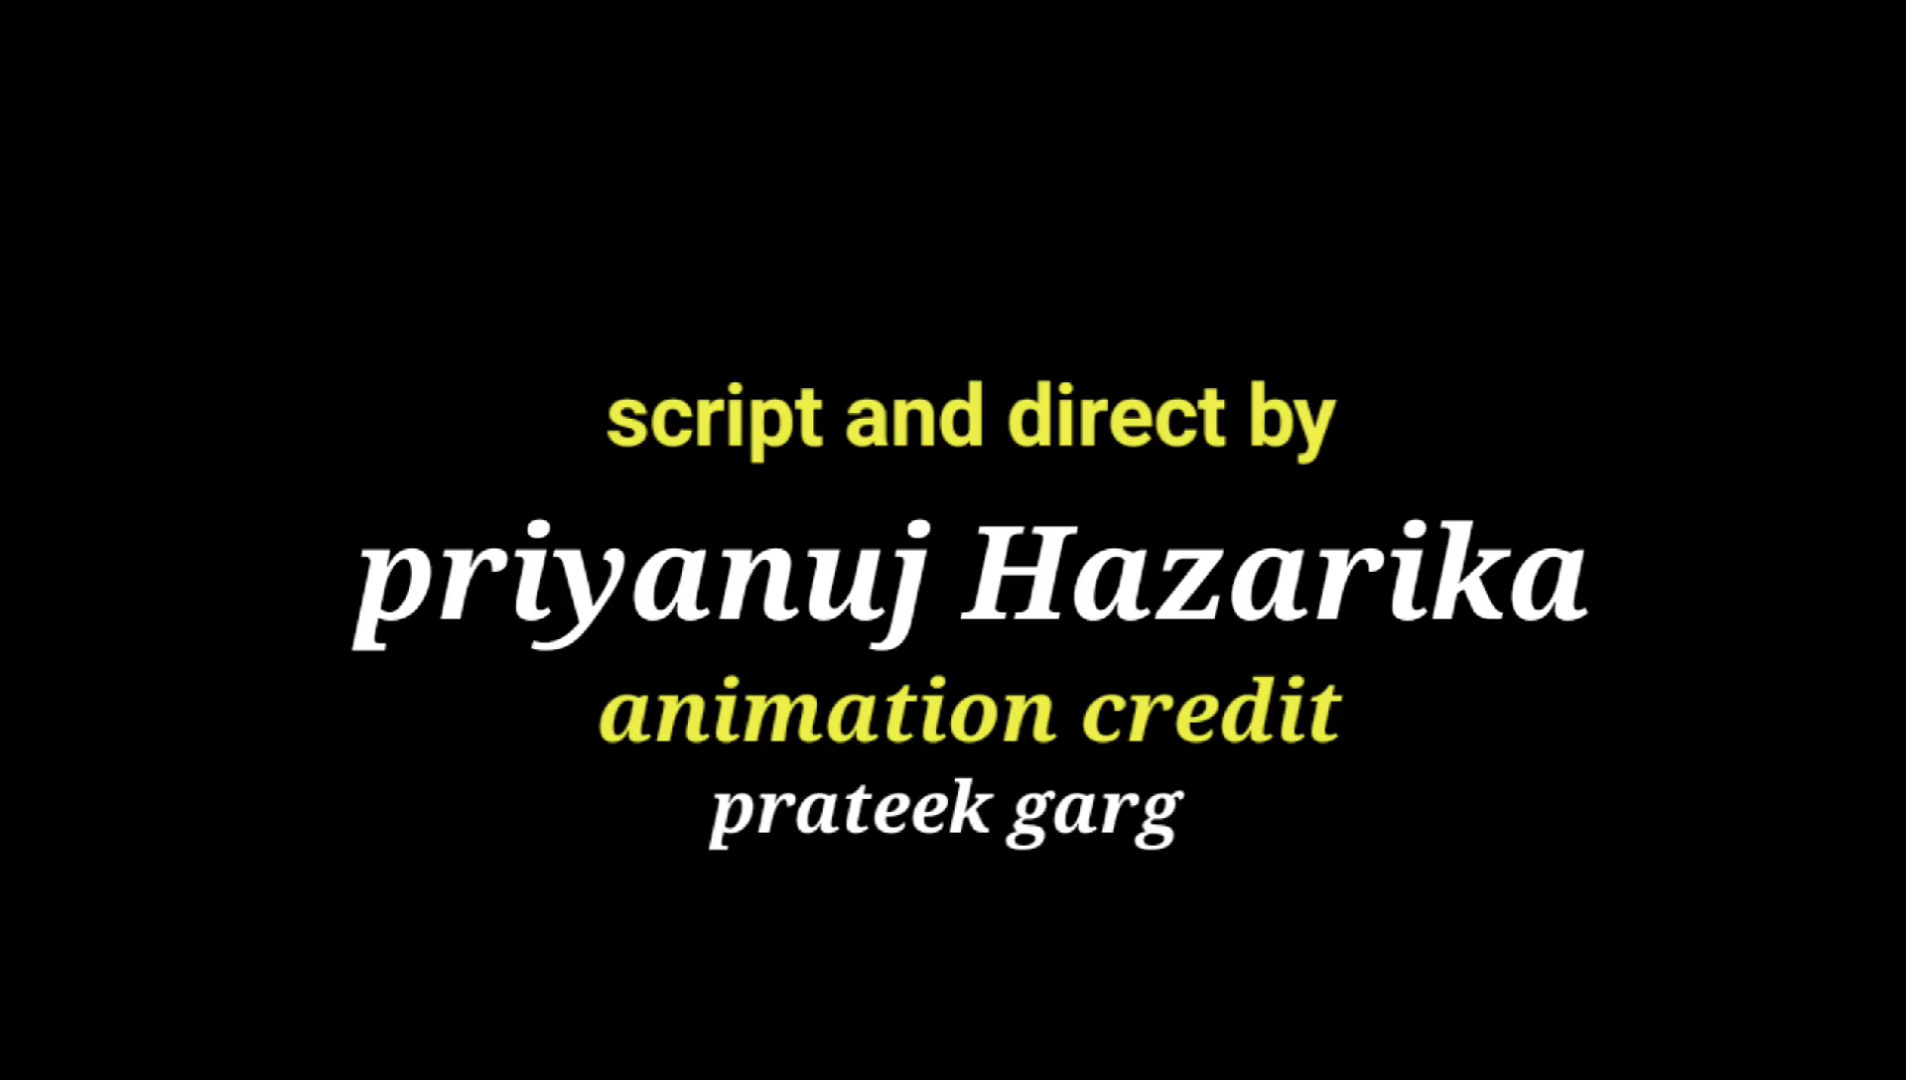 script and direct by
priyanuj Hazarika
animation credit
prateek garg